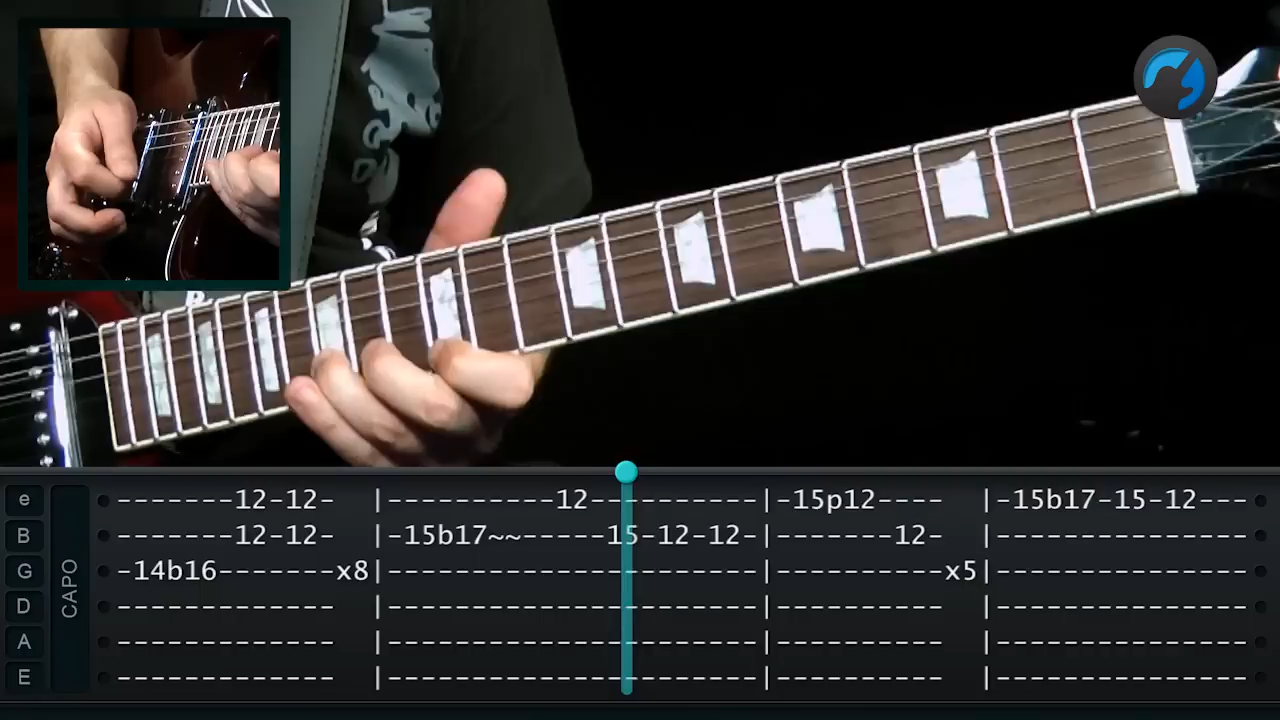 e -------12-12- |----------12----------|-15p12---- |-15b17-15-12---
B -------12-12- |-15b17~~-----15-12-12-|-------12- |---------------
G -14b16-------x8|----------------------|----------x5|---------------
D ------------- |----------------------|---------- |---------------
A ------------- |----------------------|---------- |---------------
E ------------- |----------------------|---------- |---------------
CAPO